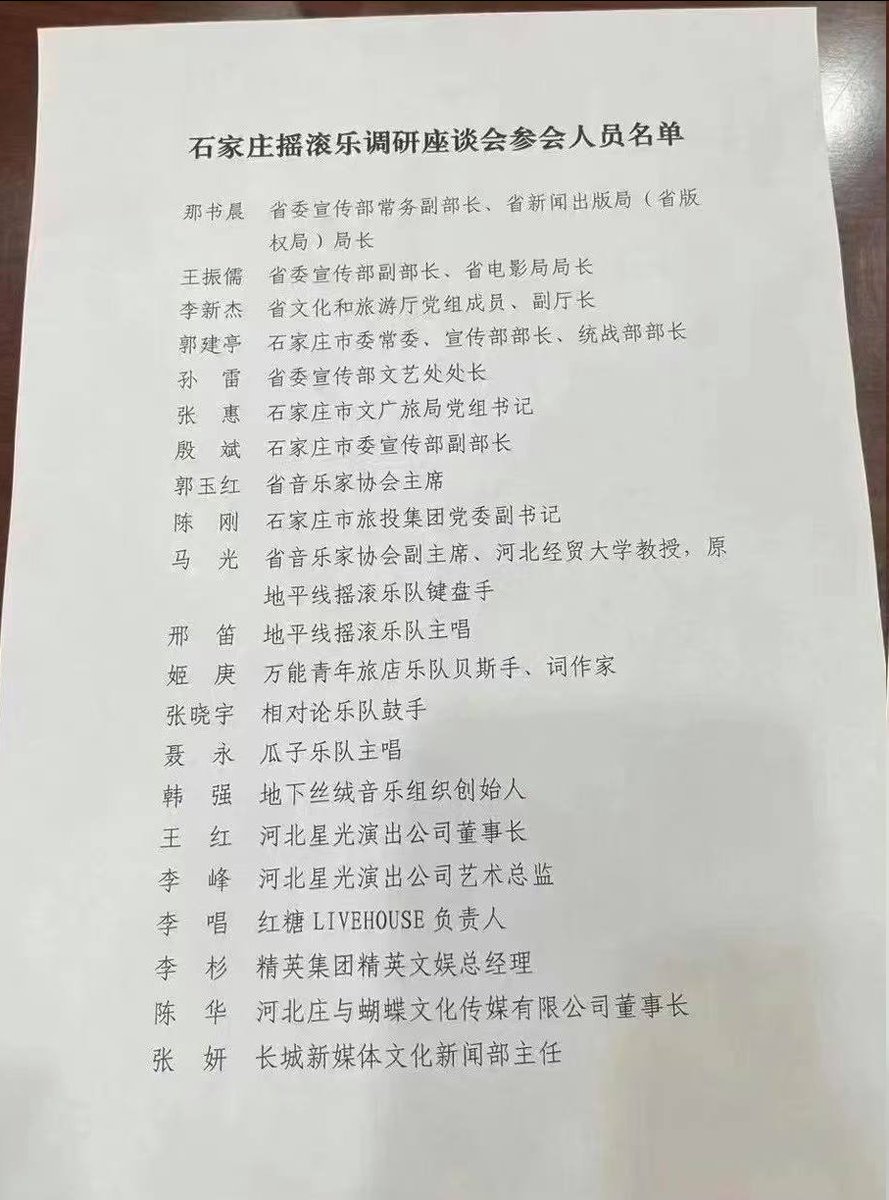 石家庄摇滚乐调研座谈会参会人员名单
那书晨 省委宣传部常务副部长、省新闻出版局（省版
权局）局长
王振儒 省委宣传部副部长、省电影局局长
李新杰 省文化和旅游厅党组成员、副厅长
郭建亭 石家庄市委常委、宣传部部长、统战部部长
孙 雷 省委宣传部文艺处处长
张 惠 石家庄市文广旅局党组书记
殷 斌 石家庄市委宣传部副部长
郭玉红 省音乐家协会主席
陈 刚 石家庄市旅投集团党委副书记
马 光 省音乐家协会副主席、河北经贸大学教授，原
地平线摇滚乐队键盘手
邢 笛 地平线摇滚乐队主唱
姬 庚 万能青年旅店乐队贝斯手、词作家
张晓宇 相对论乐队鼓手
聂 永 瓜子乐队主唱
韩 强 地下丝绒音乐组织创始人
王 红 河北星光演出公司董事长
李 峰 河北星光演出公司艺术总监
李 唱 红糖LIVEHOUSE负责人
李 杉 精英集团精英文娱总经理
陈 华 河北庄与蝴蝶文化传媒有限公司董事长
张 妍 长城新媒体文化新闻部主任